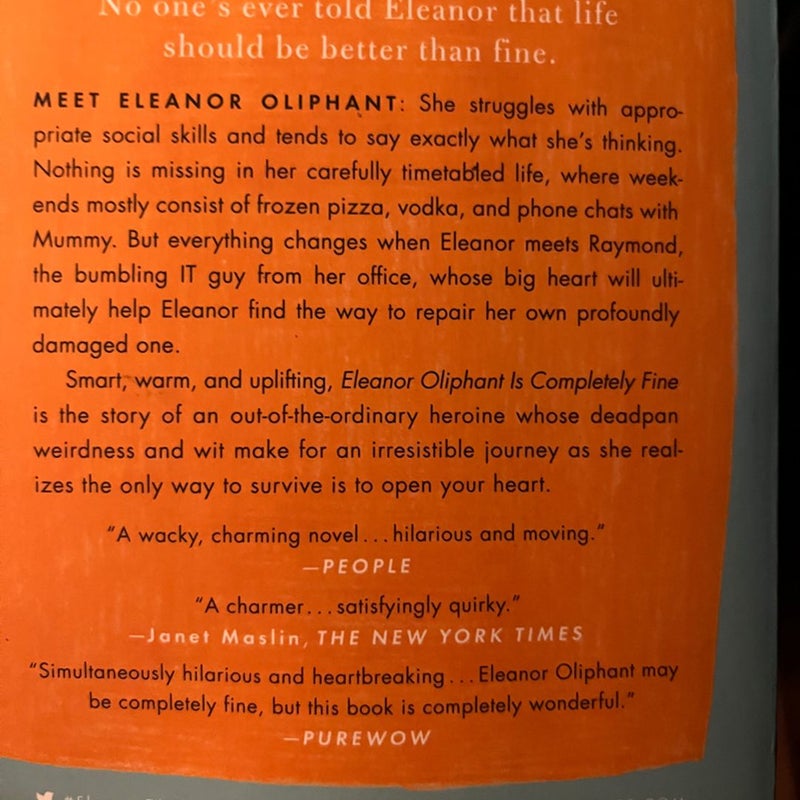 No one's ever told Eleanor that life
should be better than fine.
MEET ELEANOR OLIPHANT: She struggles with appro-
priate social skills and tends to say exactly what she's thinking.
Nothing is missing in her carefully timetabled life, where week-
ends mostly consist of frozen pizza, vodka, and phone chats with
Mummy. But everything changes when Eleanor meets Raymond,
the bumbling IT guy from her office, whose big heart will ulti-
mately help Eleanor find the way to repair her own profoundly
damaged one.
Smart, warm, and uplifting, Eleanor Oliphant Is Completely Fine
is the story of an out-of-the-ordinary heroine whose deadpan
weirdness and wit make for an irresistible journey as she real-
izes the only way to survive is to open your heart.
"A wacky, charming novel...hilarious and moving."
—PEOPLE
"A charmer...satisfyingly quirky."
—Janet Maslin, THE NEW YORK TIMES
"Simultaneously hilarious and heartbreaking...Eleanor Oliphant may
be completely fine, but this book is completely wonderful."
—PUREWOW